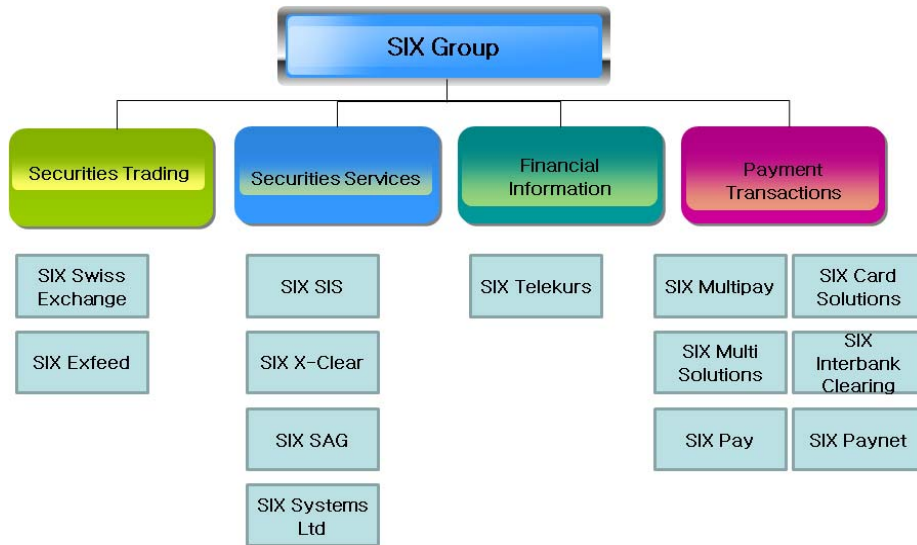 SIX Group
Securities Trading
Securities Services
Financial
Information
Payment
Transactions
SIX Swiss
Exchange
SIX Exfeed
SIX SIS
SIX X-Clear
SIX SAG
SIX Systems
Ltd
SIX Telekurs
SIX Multipay
SIX Card
Solutions
SIX Multi
Solutions
SIX
Interbank
Clearing
SIX Pay
SIX Paynet